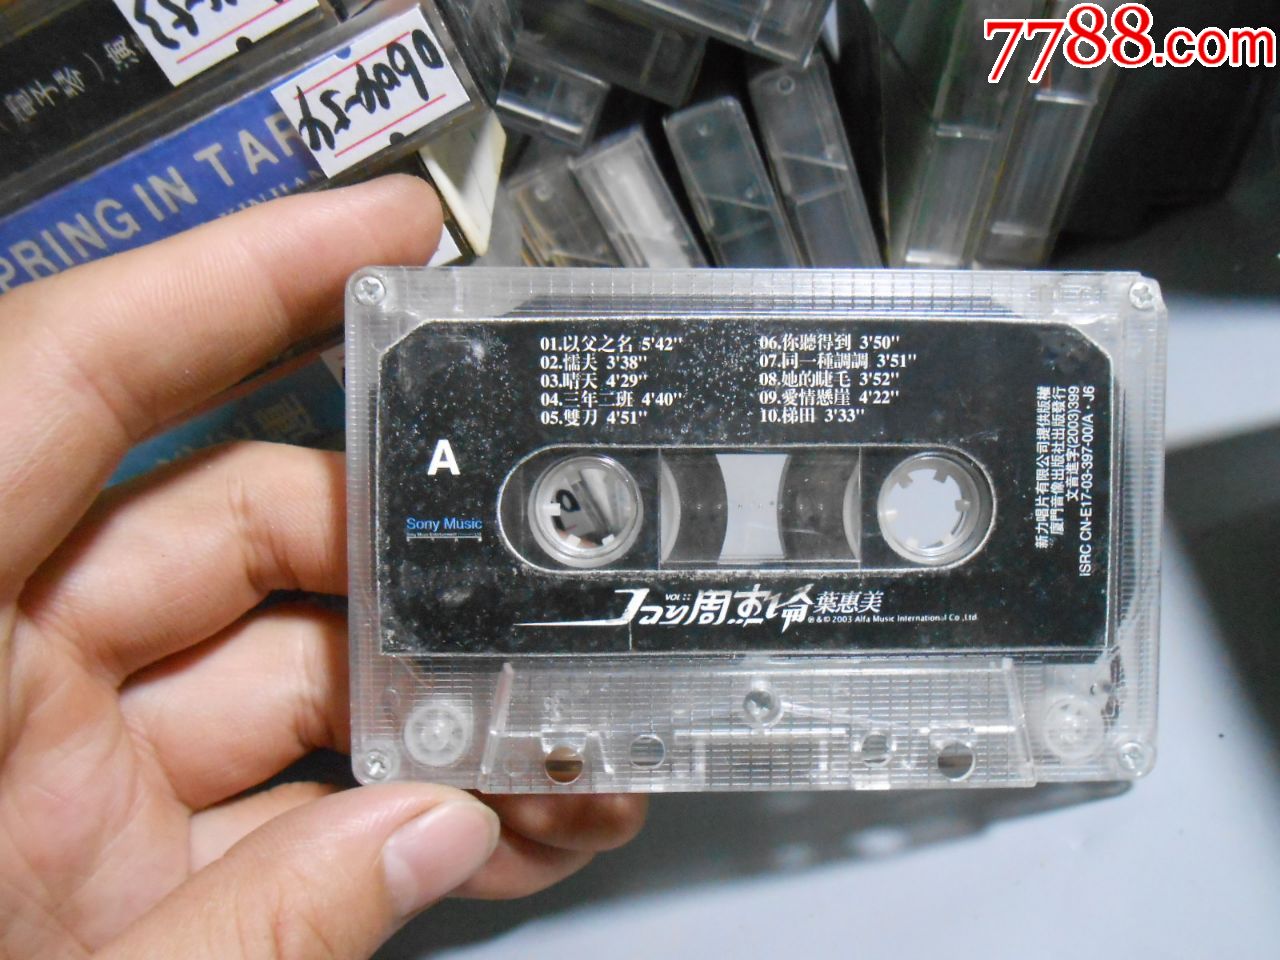 7788.com
090e-54
PRING IN TAR
A
01.以父之名 5'42''
02.懦夫 3'38''
03.晴天 4'29''
04.三年二班 4'40''
05.雙刀 4'51''
06.你聽得到 3'50''
07.同一種調調 3'51''
08.她的睫毛 3'52''
09.愛情懸崖 4'22''
10.梯田 3'33''
Sony Music
新力唱片有限公司提供版權
廈門音像出版社出版發行
文音進字(2003)399
ISRC CN-E17-03-397-00/A·J6
周杰倫 葉惠美
℗ & © 2003 Alfa Music International Co.,Ltd.